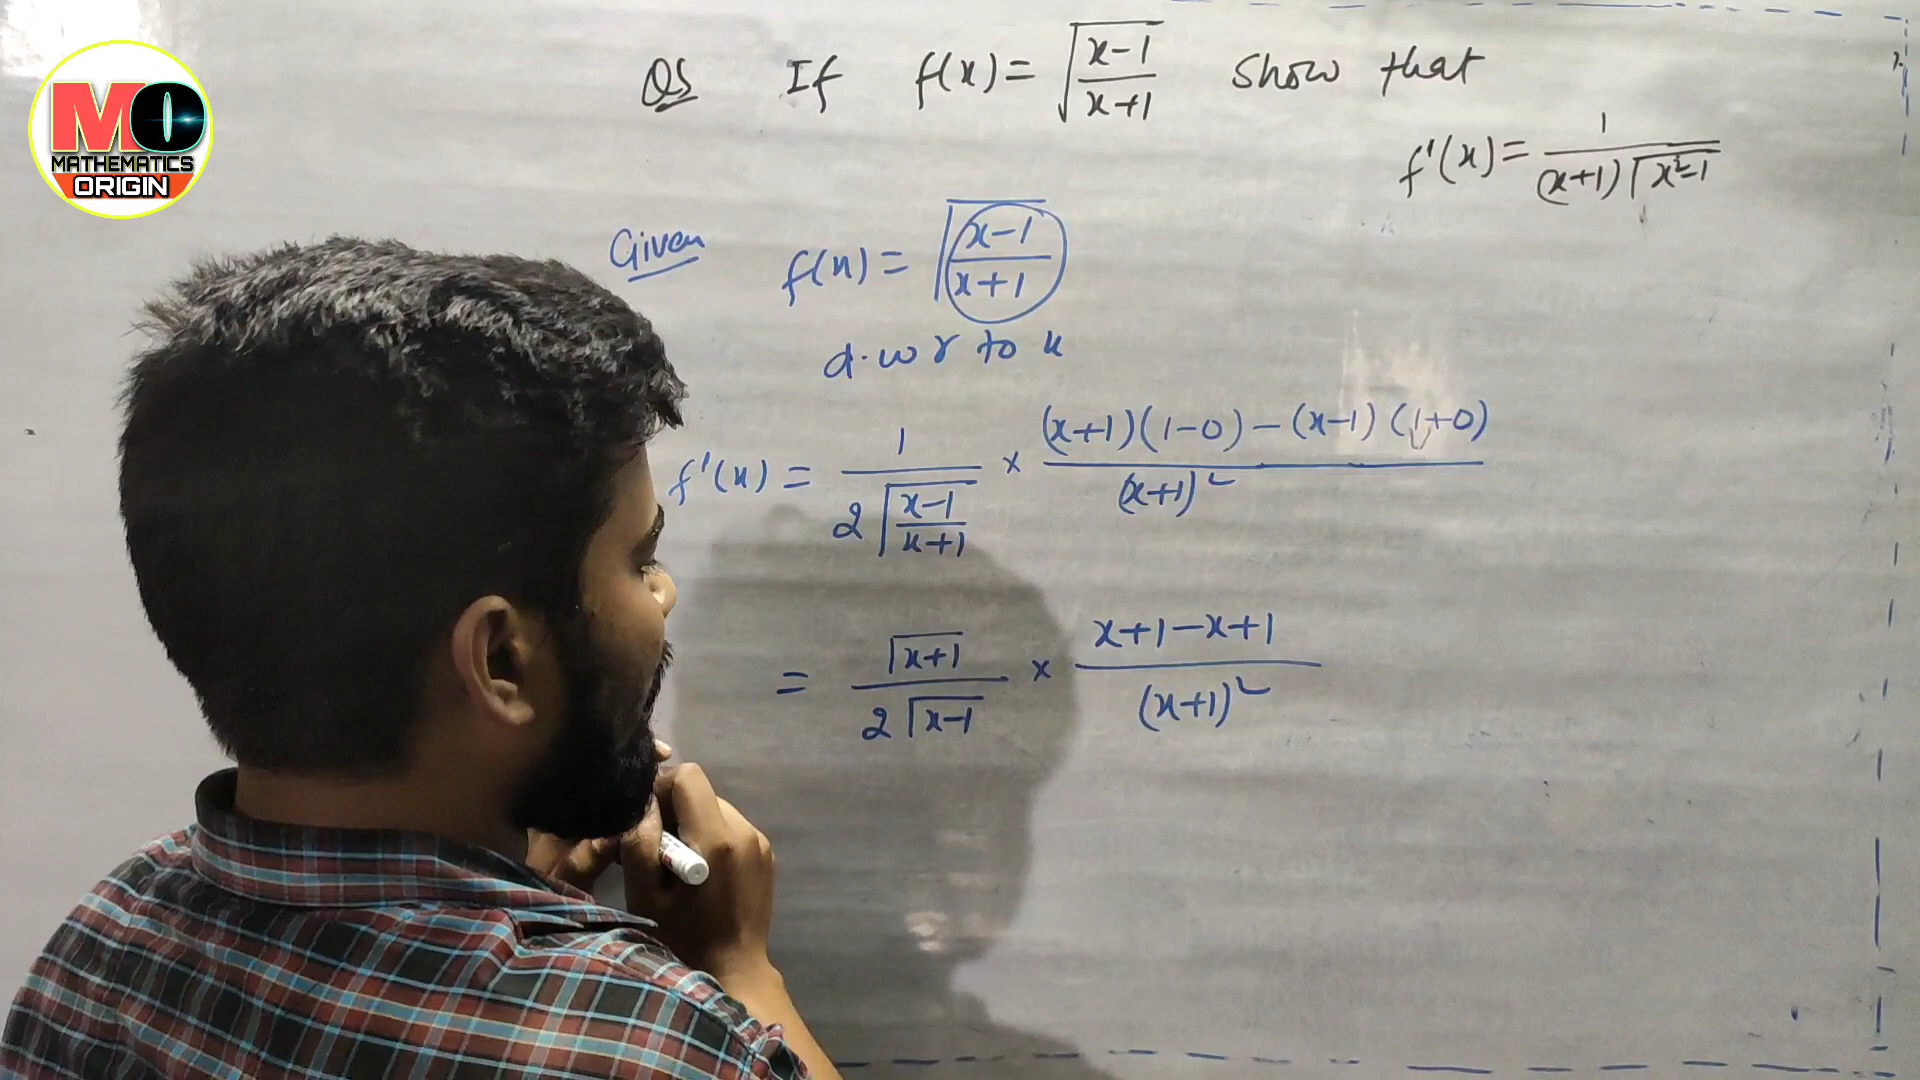 MO
MATHEMATICS
ORIGIN
Q5 If f(x) = √((x-1)/(x+1)) show that
f'(x) = 1/((x+1)√(x²-1))
Given f(x) = √((x-1)/(x+1))
d.w r to x
f'(x) = 1/(2√((x-1)/(x+1))) × ((x+1)(1-0) - (x-1)(1+0))/(x+1)²
= √(x+1)/(2√(x-1)) × (x+1-x+1)/(x+1)²